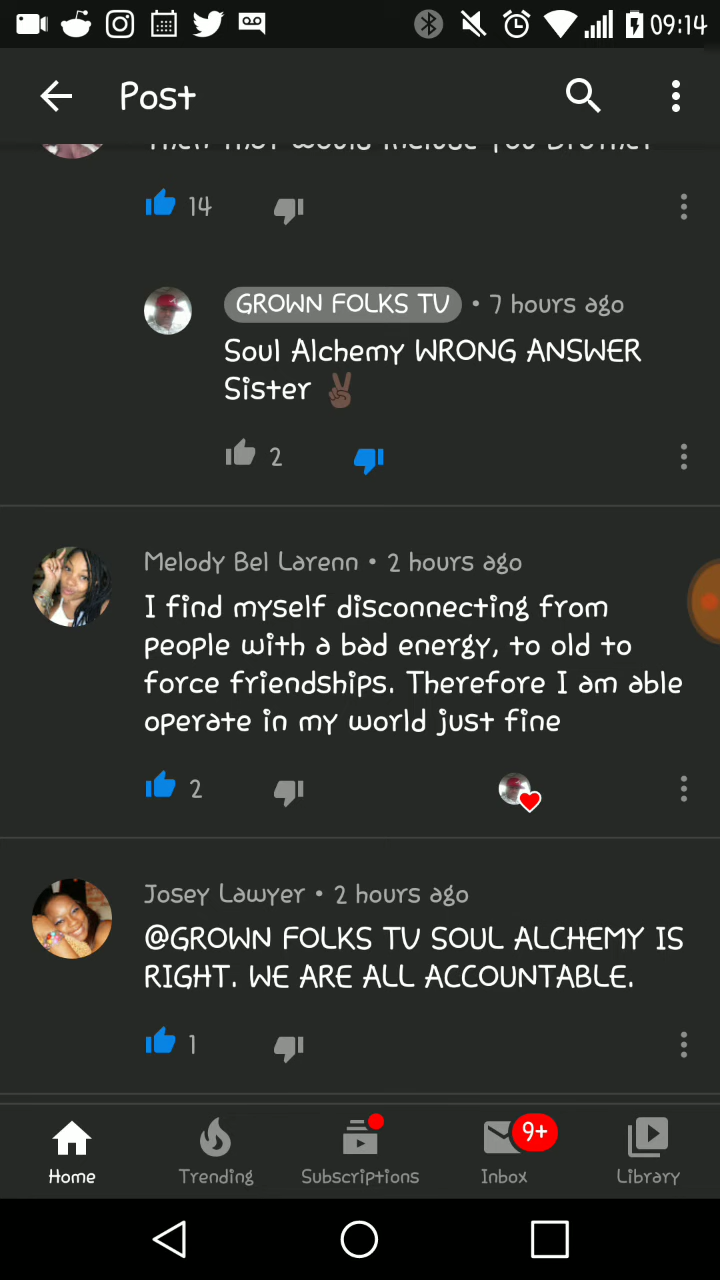 09:14
Post
14
GROWN FOLKS TV • 7 hours ago
Soul Alchemy WRONG ANSWER
Sister
2
Melody Bel Larenn • 2 hours ago
I find myself disconnecting from
people with a bad energy, to old to
force friendships. Therefore I am able
operate in my world just fine
2
Josey Lawyer • 2 hours ago
@GROWN FOLKS TV SOUL ALCHEMY IS
RIGHT. WE ARE ALL ACCOUNTABLE.
1
9+
Home Trending Subscriptions Inbox Library